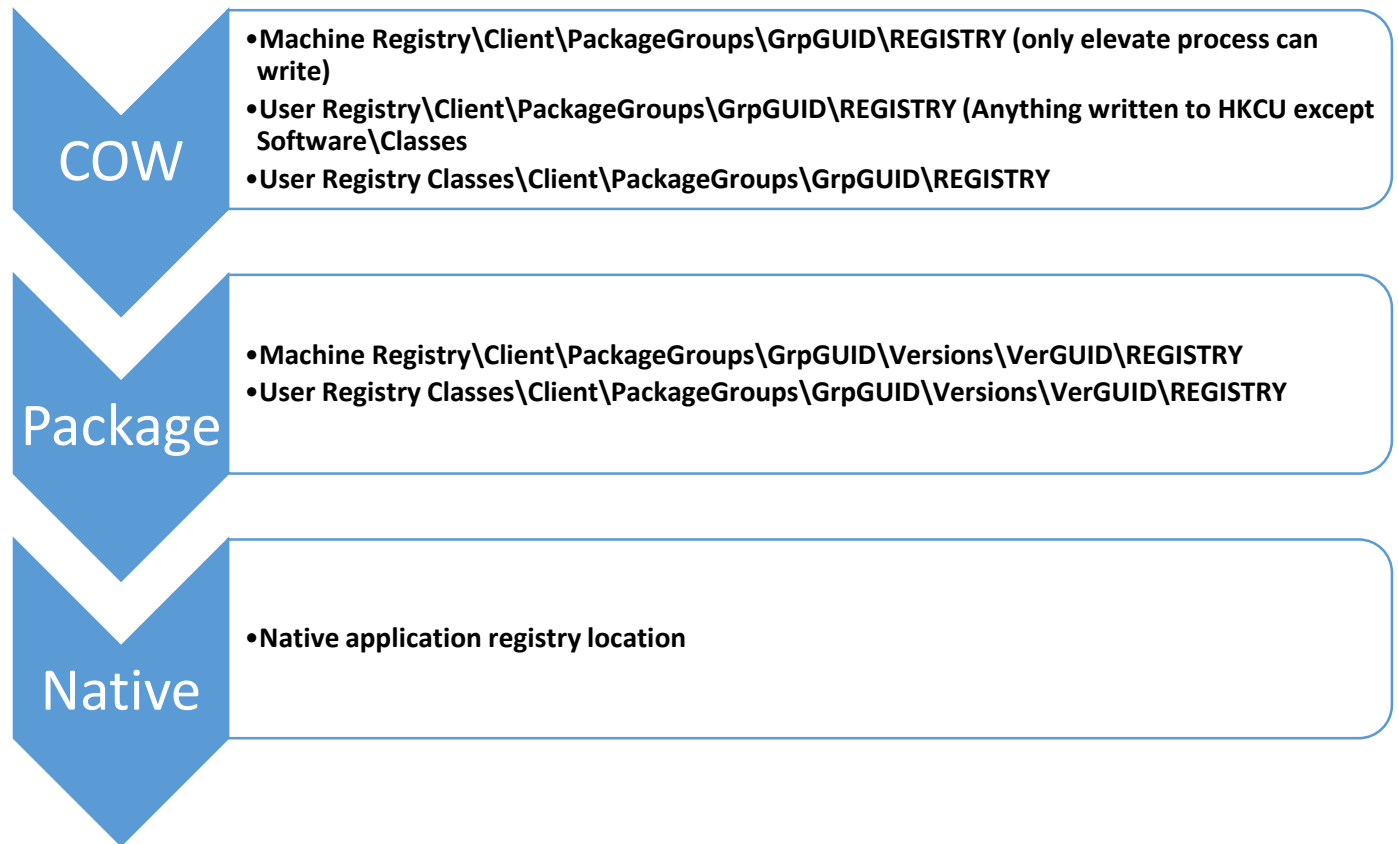 COW
•Machine Registry\Client\PackageGroups\GrpGUID\REGISTRY (only elevate process can
write)
•User Registry\Client\PackageGroups\GrpGUID\REGISTRY (Anything written to HKCU except
Software\Classes
•User Registry Classes\Client\PackageGroups\GrpGUID\REGISTRY
Package
•Machine Registry\Client\PackageGroups\GrpGUID\Versions\VerGUID\REGISTRY
•User Registry Classes\Client\PackageGroups\GrpGUID\Versions\VerGUID\REGISTRY
Native
•Native application registry location